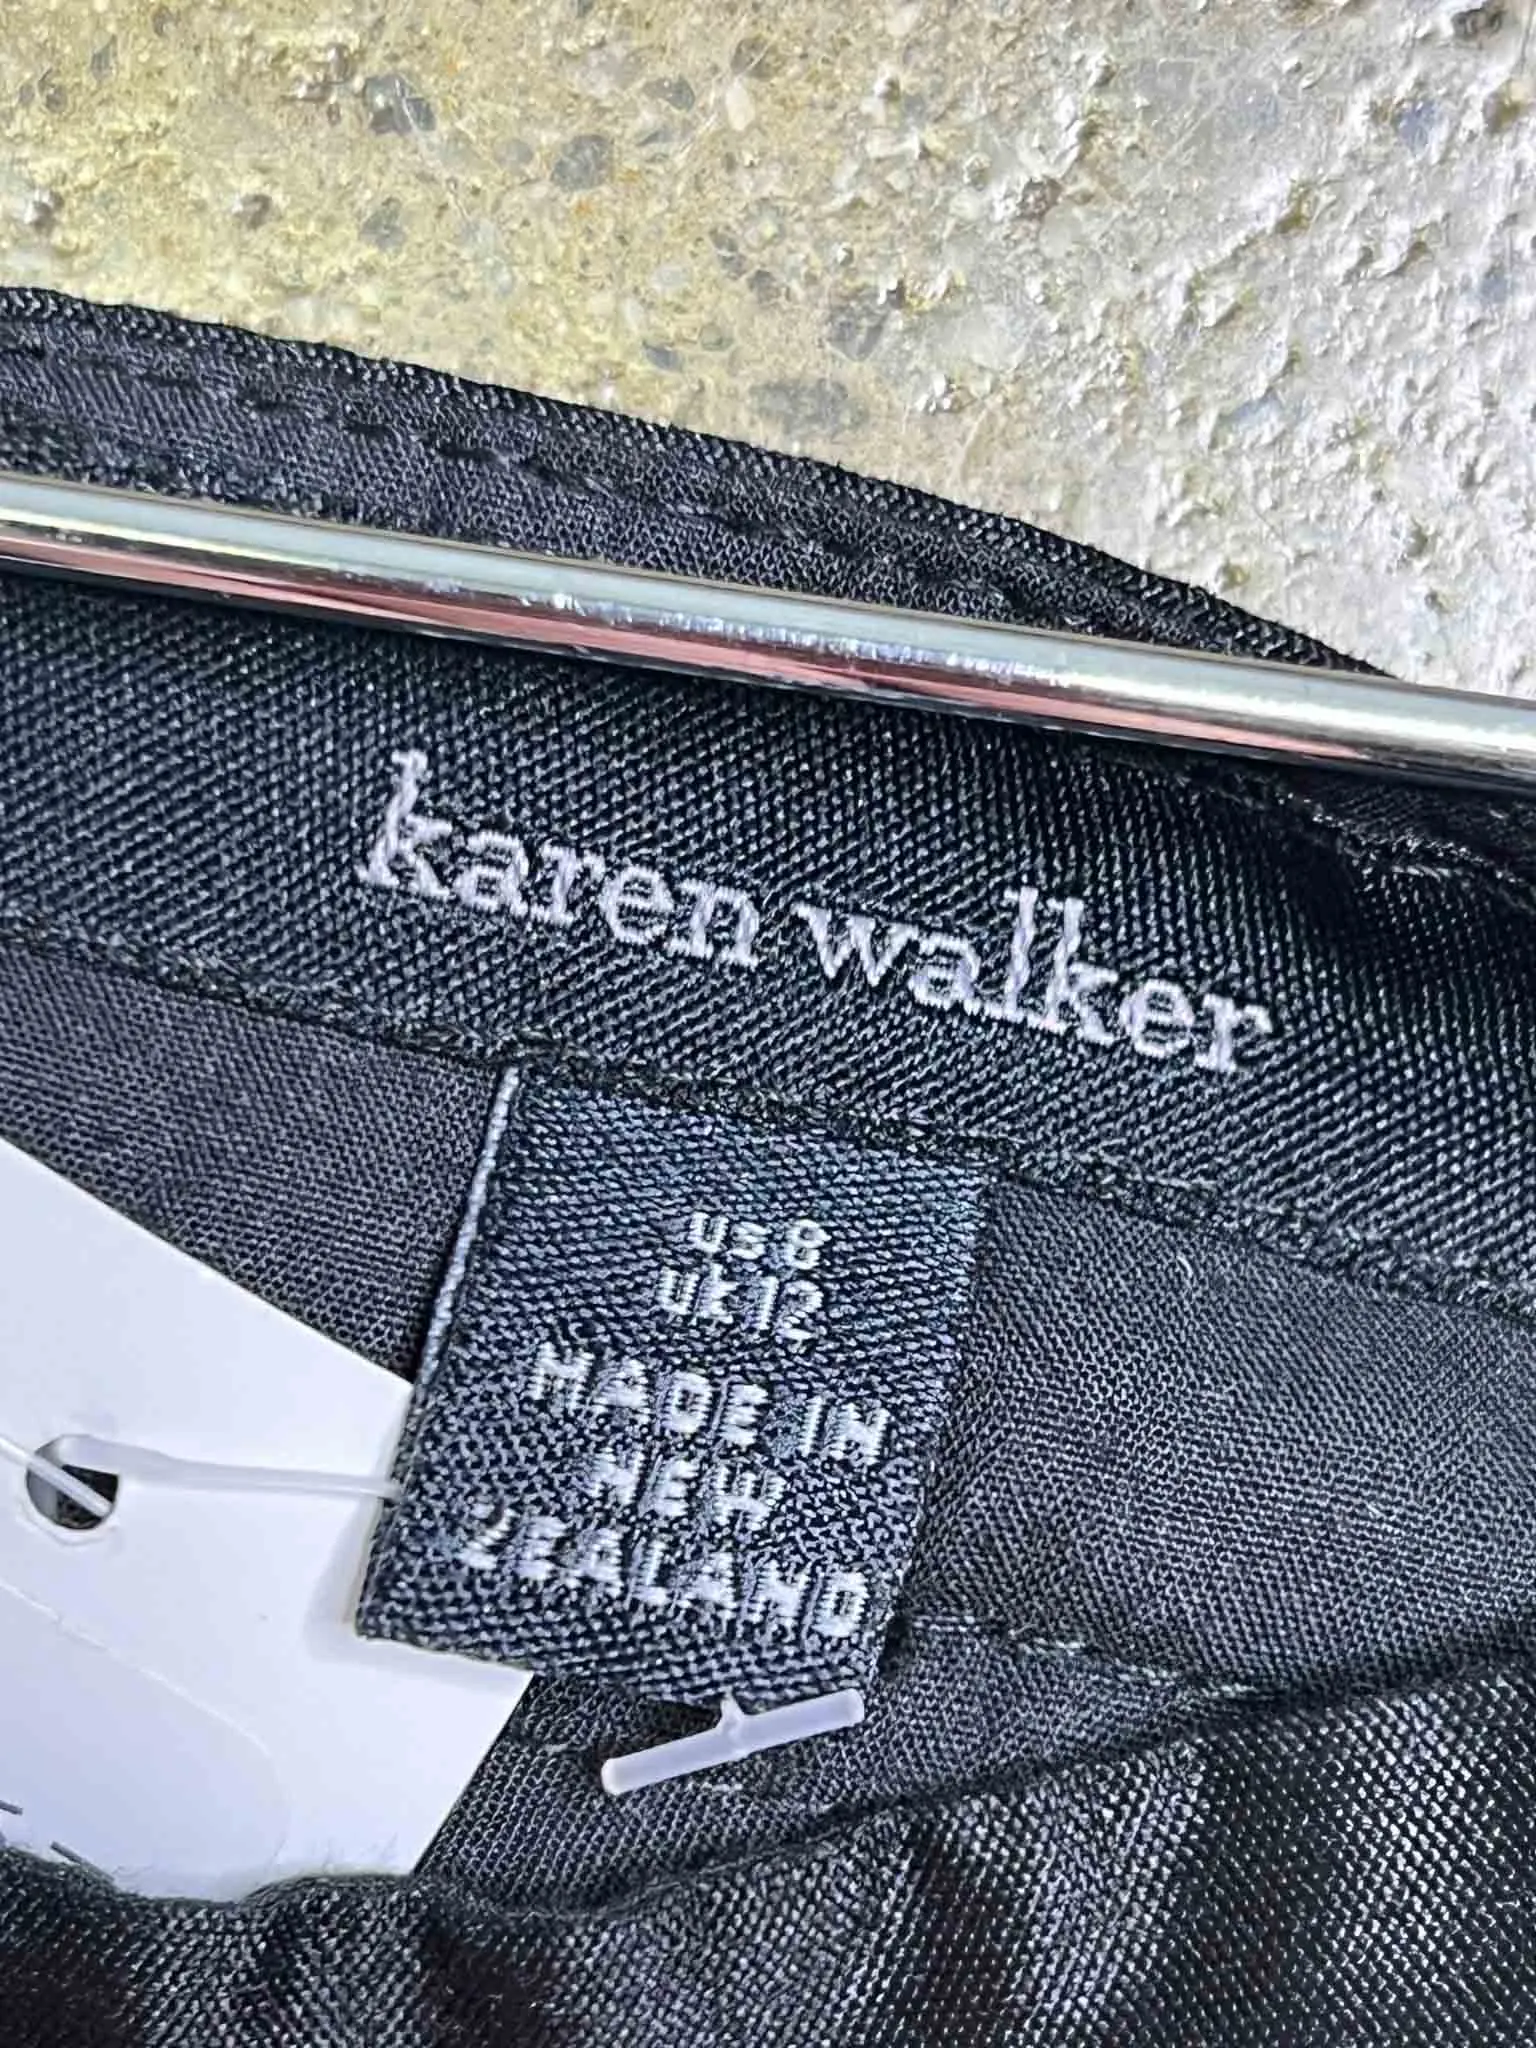 karen walker
us 8
uk 12
MADE IN
NEW
ZEALAND